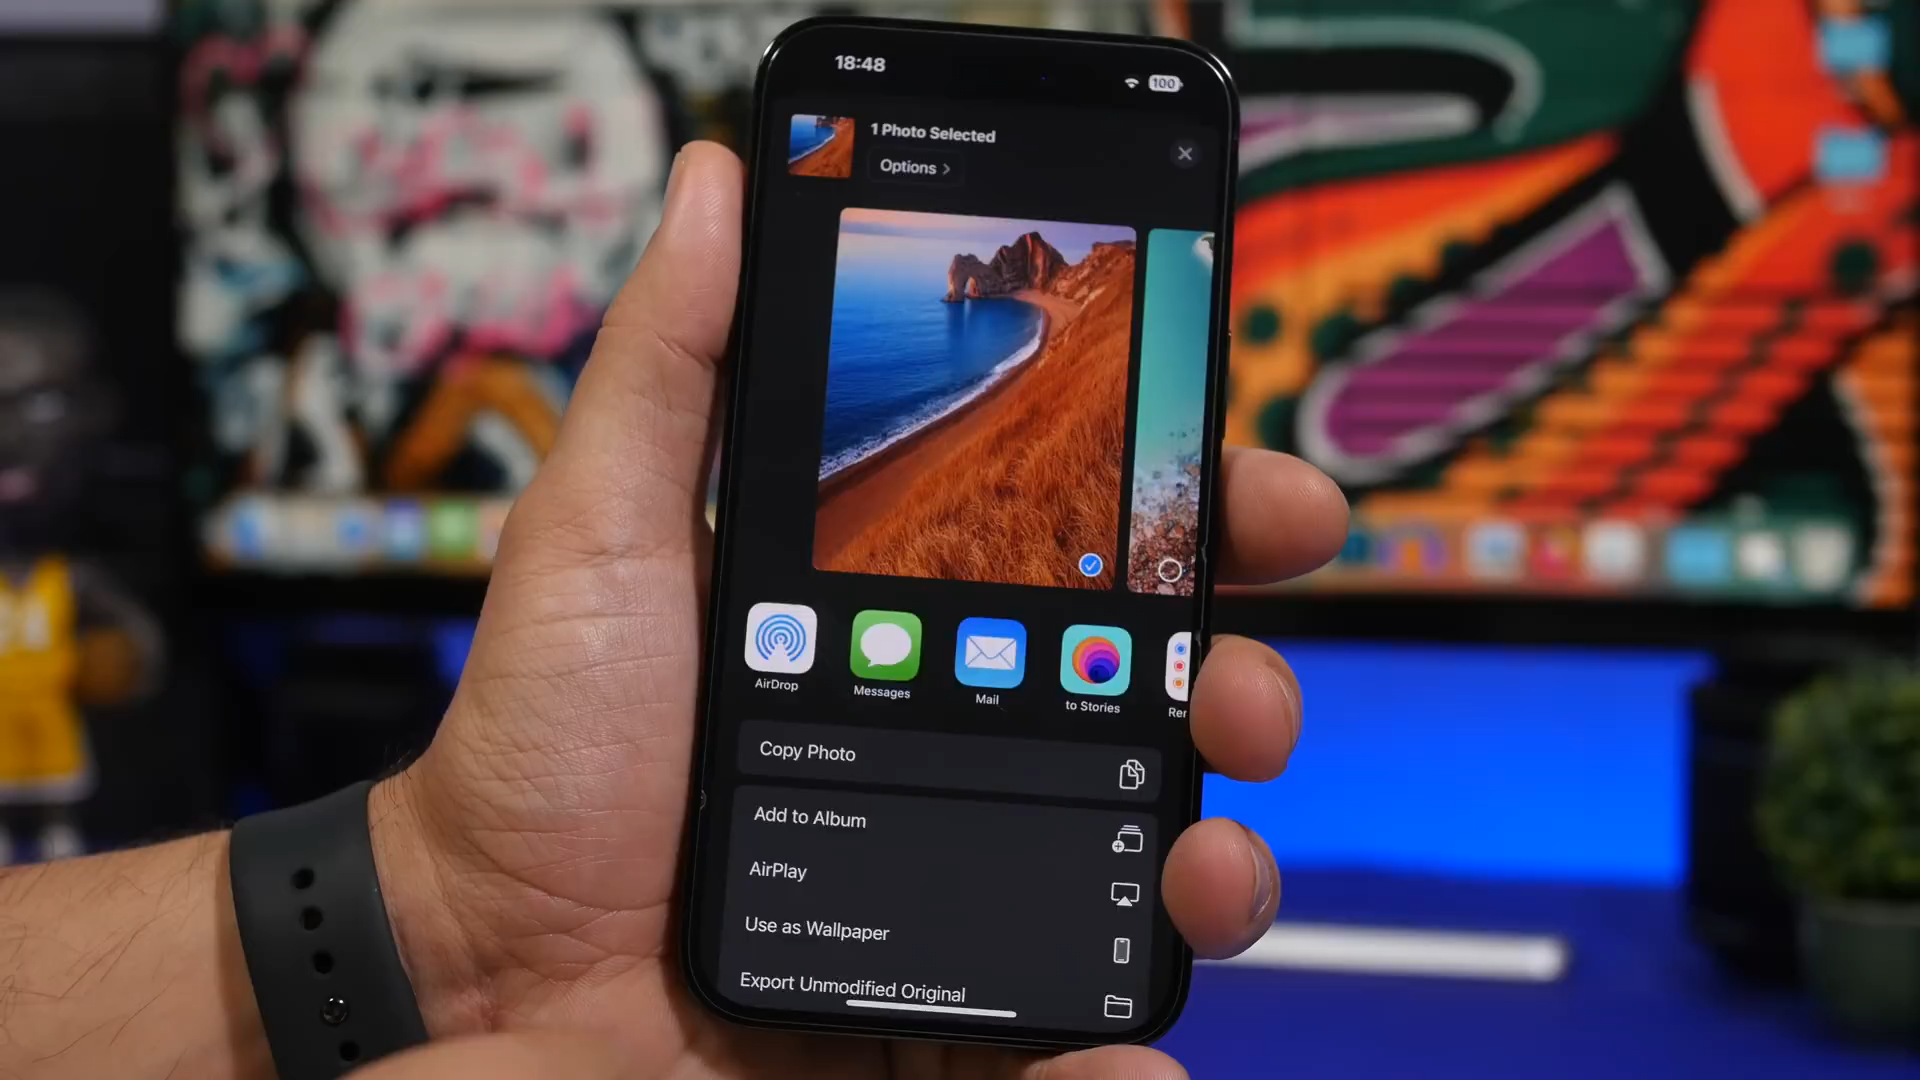 18:48
100
1 Photo Selected
Options >
AirDrop
Messages
Mail
to Stories
Rer
Copy Photo
Add to Album
AirPlay
Use as Wallpaper
Export Unmodified Original